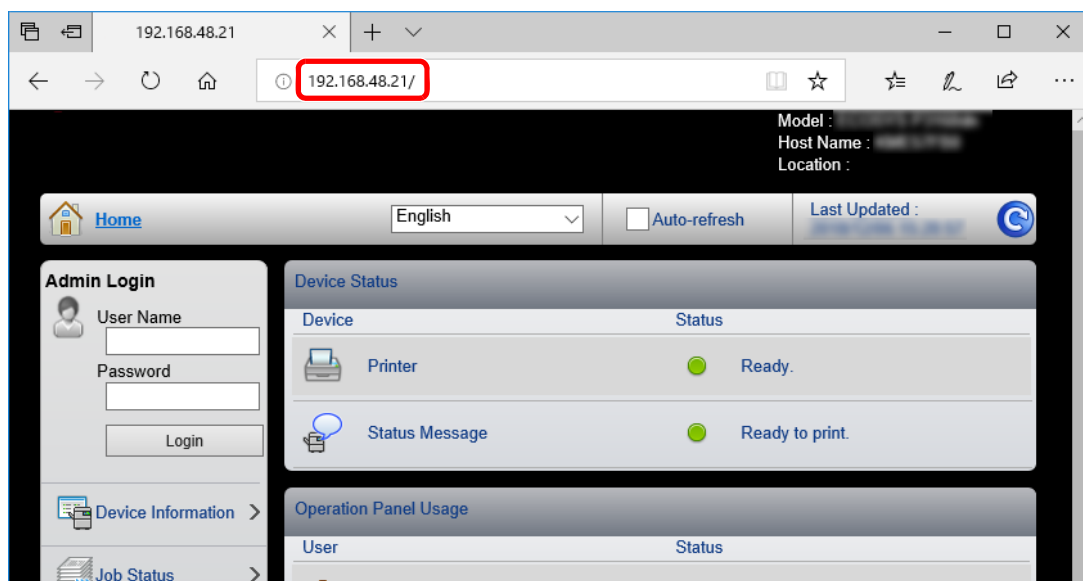 192.168.48.21
192.168.48.21/
Model :
Host Name :
Location :
Home
English
Auto-refresh
Last Updated :
Admin Login
User Name
Password
Login
Device Information
Job Status
Device Status
Device Status
Printer Ready.
Status Message Ready to print.
Operation Panel Usage
User Status